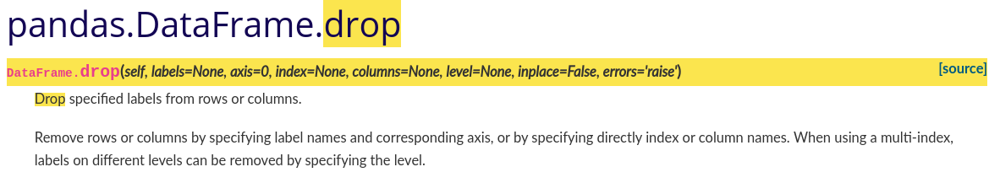 pandas.DataFrame.drop
DataFrame.drop(self, labels=None, axis=0, index=None, columns=None, level=None, inplace=False, errors='raise') [source]
Drop specified labels from rows or columns.
Remove rows or columns by specifying label names and corresponding axis, or by specifying directly index or column names. When using a multi-index,
labels on different levels can be removed by specifying the level.